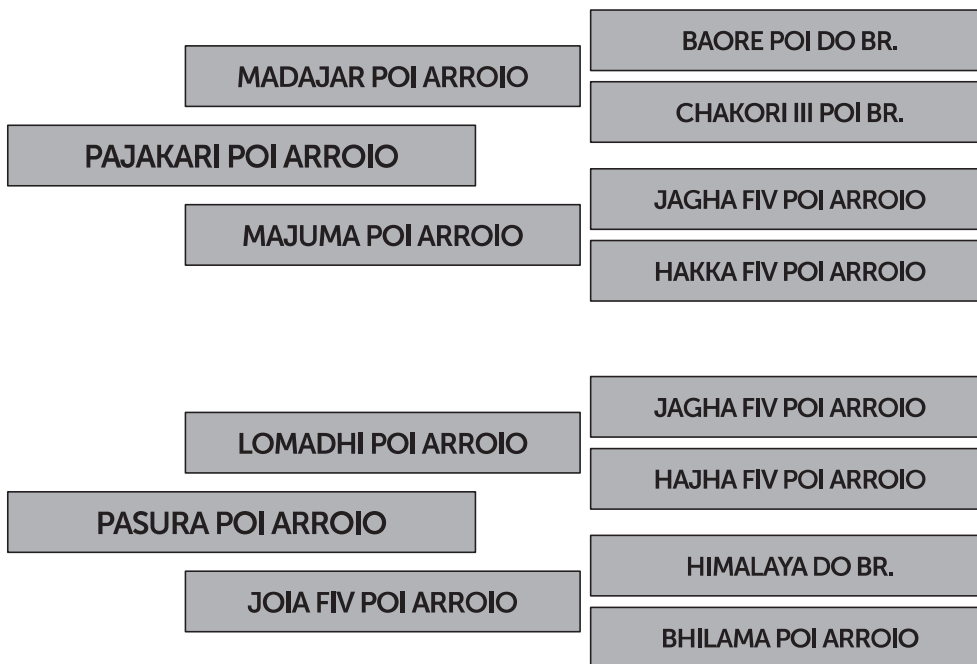 BAORE POI DO BR.
MADAJAR POI ARROIO
CHAKORI III POI BR.
PAJAKARI POI ARROIO
JAGHA FIV POI ARROIO
MAJUMA POI ARROIO
HAKKA FIV POI ARROIO
JAGHA FIV POI ARROIO
LOMADHI POI ARROIO
HAJHA FIV POI ARROIO
PASURA POI ARROIO
HIMALAYA DO BR.
JOIA FIV POI ARROIO
BHILAMA POI ARROIO